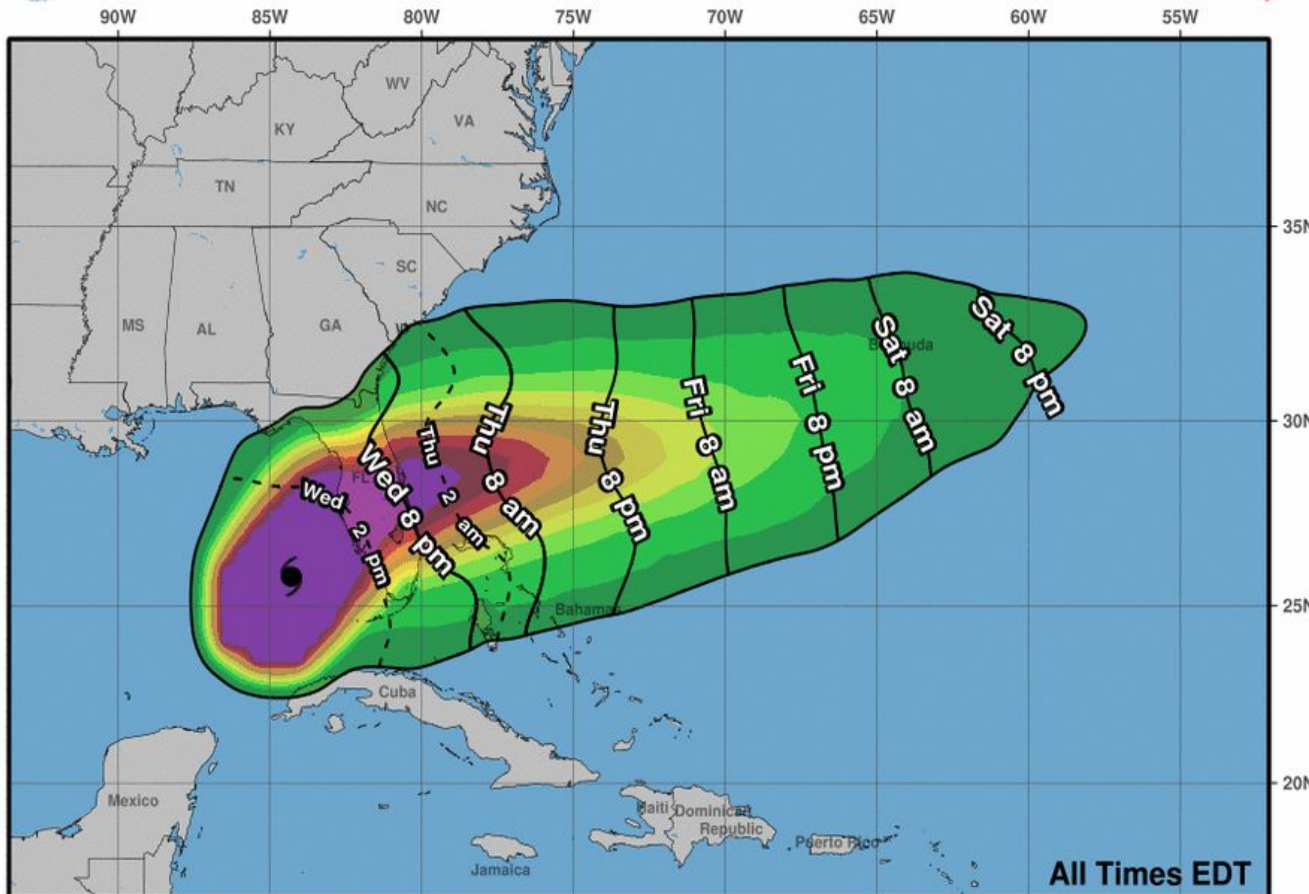 90W 85W 80W 75W 70W 65W 60W 55W
WV
KY
VA
TN
NC
35N
SC
MS
AL
GA
Sat 8 pm
Sat 8 am
Bermuda
Fri 8 pm
Fri 8 am
Thu 8 pm
Thu 8 am
Thu 2 am
30N
Wed 8 pm
FL
Wed 2 pm
25N
Bahamas
Cuba
20N
Mexico
Haiti
Dominican
Republic
Puerto Rico
Jamaica
All Times EDT